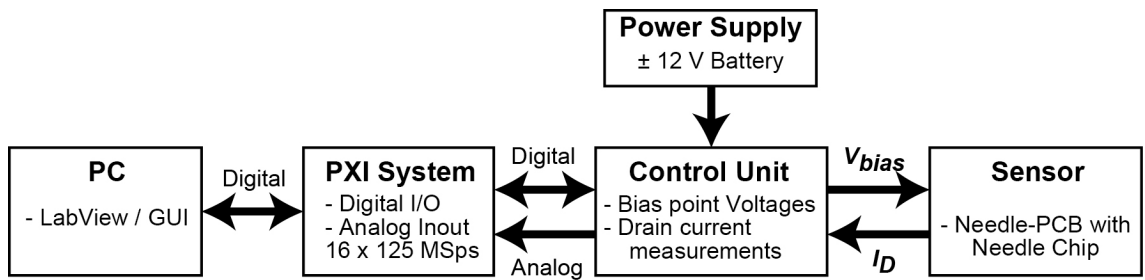 Power Supply
± 12 V Battery
PC
- LabView / GUI
Digital
PXI System
- Digital I/O
- Analog Inout
16 x 125 MSps
Digital
Analog
Control Unit
- Bias point Voltages
- Drain current
measurements
Vbias
ID
Sensor
- Needle-PCB with
Needle Chip